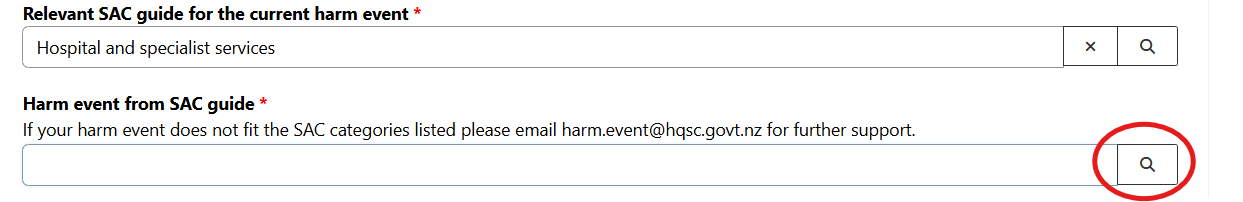 Relevant SAC guide for the current harm event *
Hospital and specialist services
Harm event from SAC guide *
If your harm event does not fit the SAC categories listed please email harm.event@hqsc.govt.nz for further support.